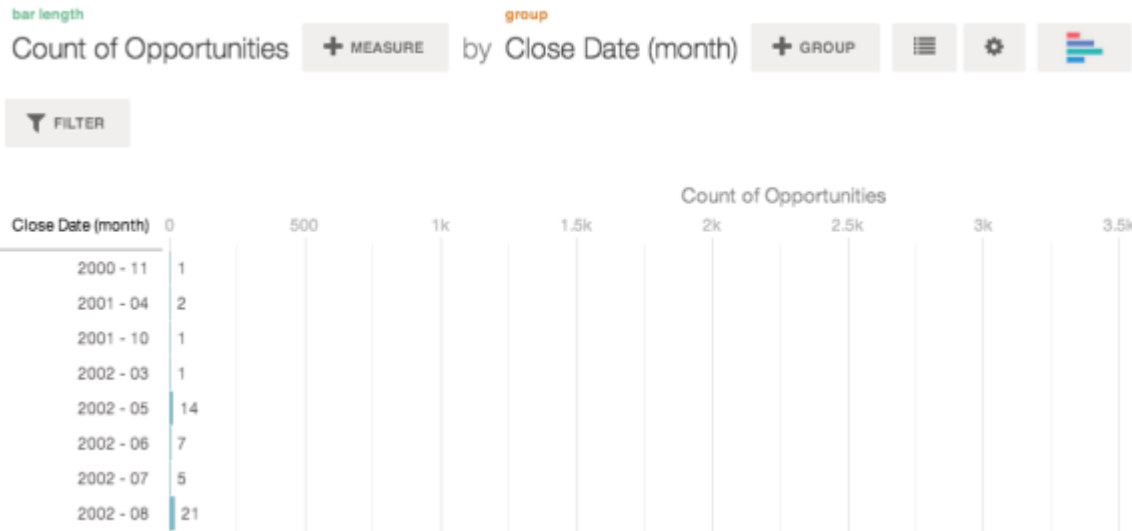 bar length group
Count of Opportunities + MEASURE by Close Date (month) + GROUP
FILTER
Count of Opportunities
Close Date (month) 0 500 1k 1.5k 2k 2.5k 3k 3.5k
2000 - 11 1
2001 - 04 2
2001 - 10 1
2002 - 03 1
2002 - 05 14
2002 - 06 7
2002 - 07 5
2002 - 08 21